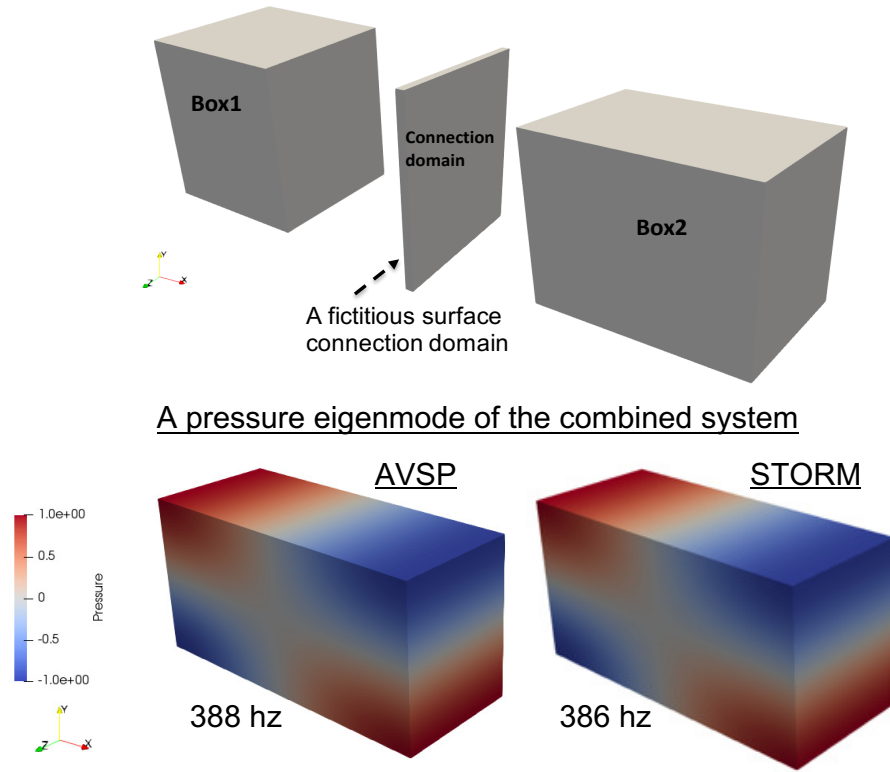 Box1
Connection
domain
Box2
Y
Z
X
A fictitious surface
connection domain
A pressure eigenmode of the combined system
AVSP
STORM
1.0e+00
0.5
0
-0.5
-1.0e+00
Pressure
Y
Z
X
388 hz
386 hz